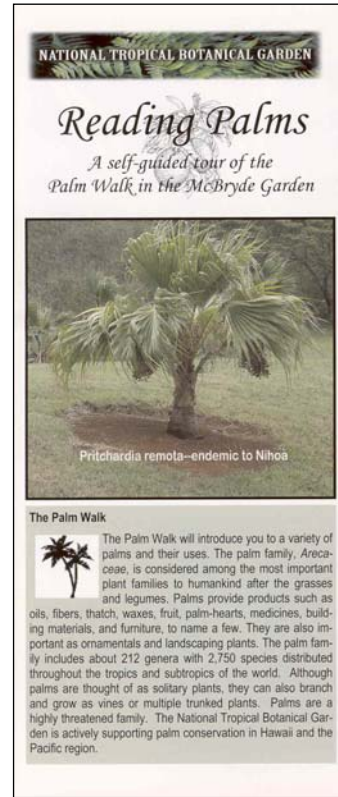 NATIONAL TROPICAL BOTANICAL GARDEN
Reading Palms
A self-guided tour of the
Palm Walk in the McBryde Garden
Pritchardia remota--endemic to Nihoa
The Palm Walk
The Palm Walk will introduce you to a variety of
palms and their uses. The palm family, Areca-
ceae, is considered among the most important
plant families to humankind after the grasses
and legumes. Palms provide products such as
oils, fibers, thatch, waxes, fruit, palm-hearts, medicines, build-
ing materials, and furniture, to name a few. They are also im-
portant as ornamentals and landscaping plants. The palm fam-
ily includes about 212 genera with 2,750 species distributed
throughout the tropics and subtropics of the world. Although
palms are thought of as solitary plants, they can also branch
and grow as vines or multiple trunked plants. Palms are a
highly threatened family. The National Tropical Botanical Gar-
den is actively supporting palm conservation in Hawaii and the
Pacific region.